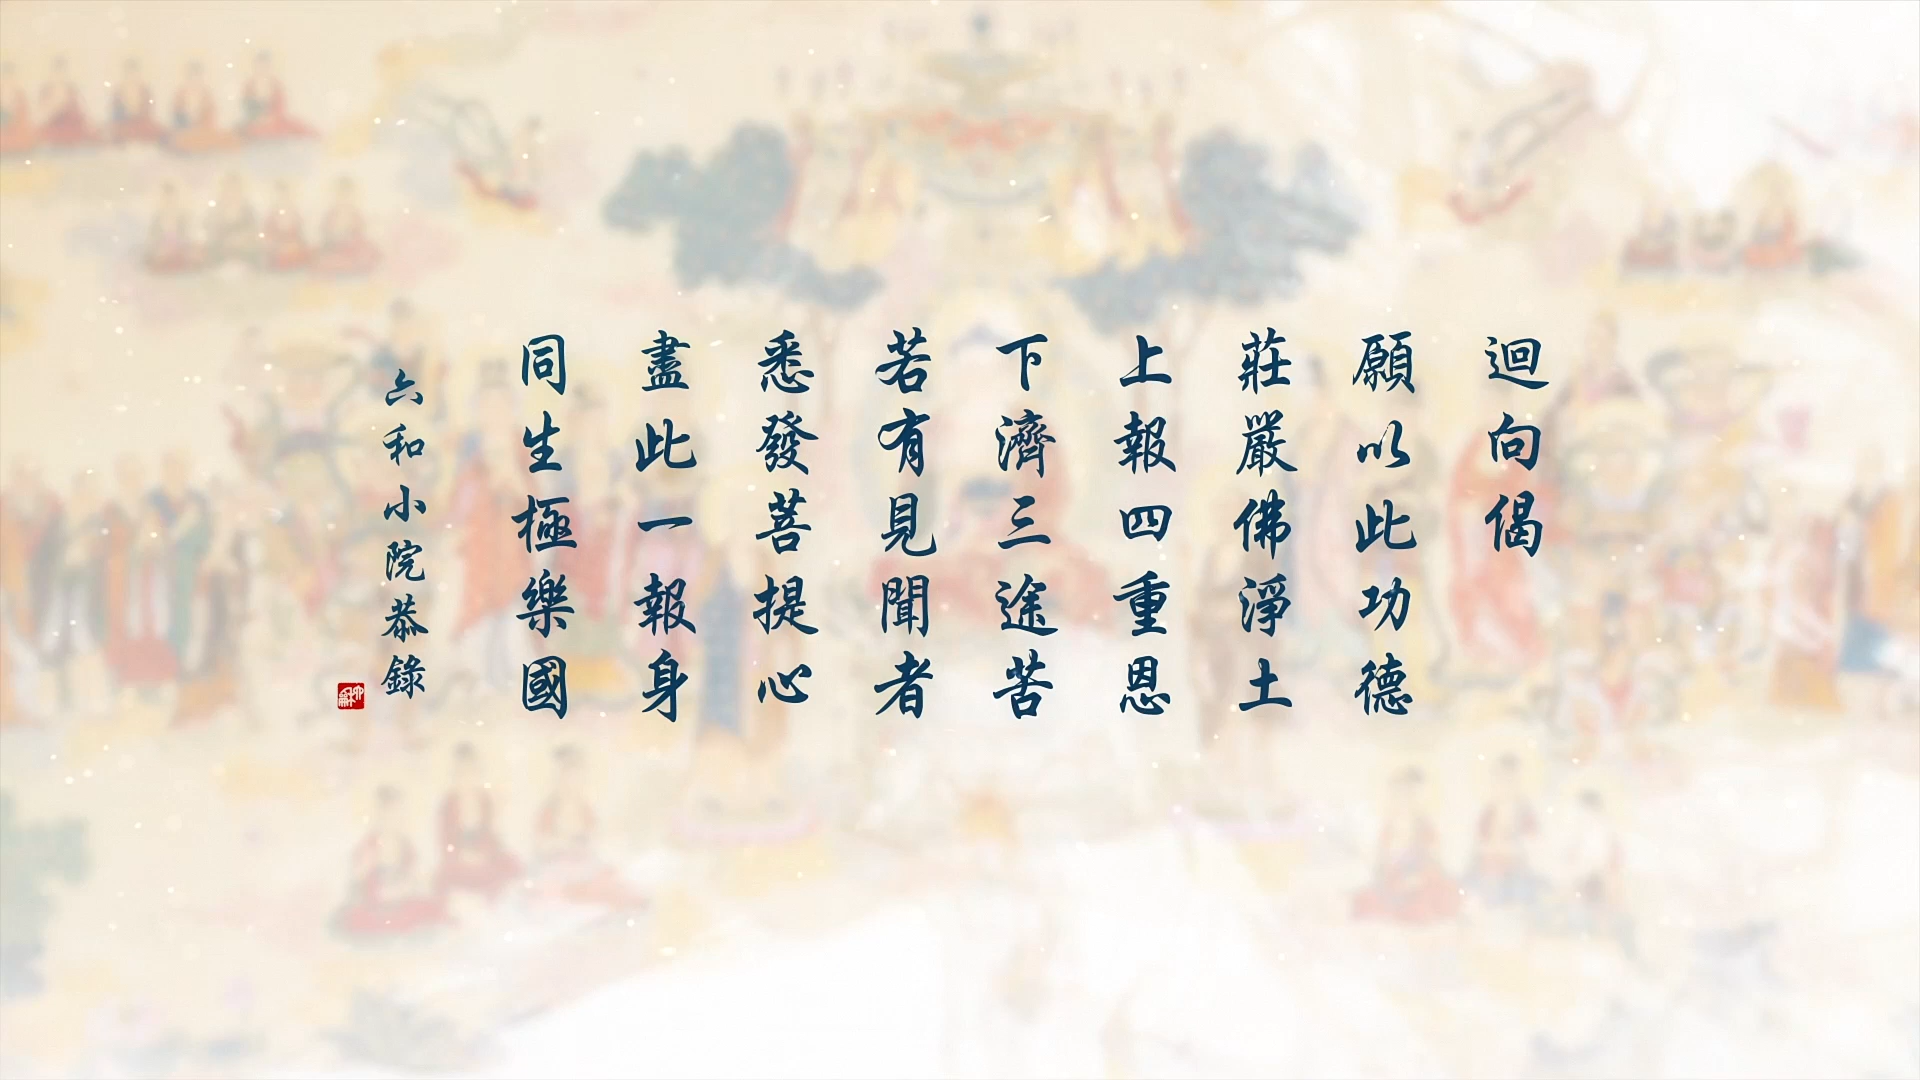 迴向偈
願以此功德
莊嚴佛淨土
上報四重恩
下濟三途苦
若有見聞者
悉發菩提心
盡此一報身
同生極樂國
六和小院恭錄